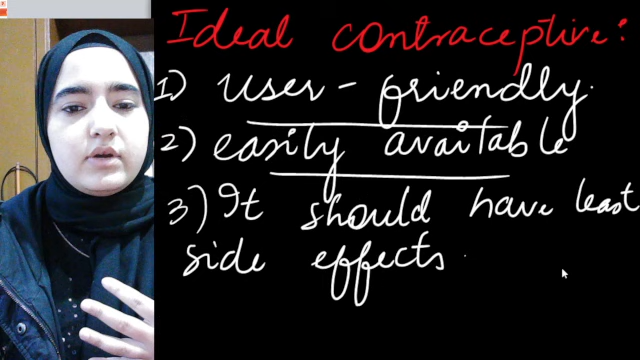 Ideal contraceptive:
1) user-friendly.
2) easily available
3) It should have least
side effects.